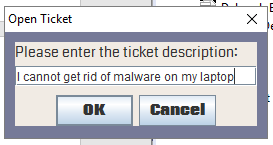 Open Ticket
Please enter the ticket description:
I cannot get rid of malware on my laptop
OK
Cancel